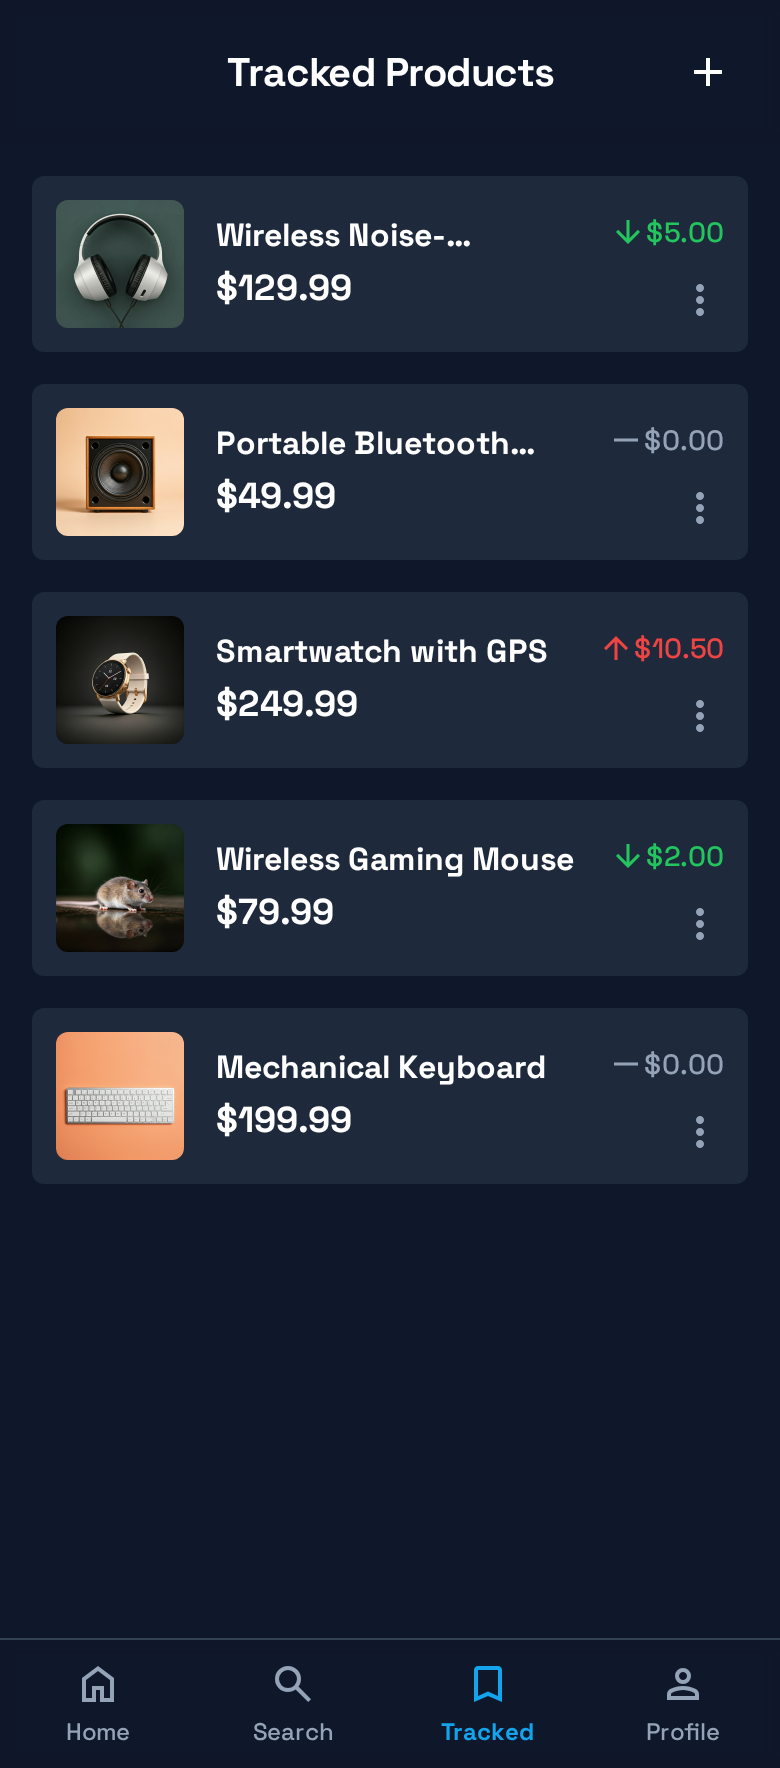 Tracked Products
Wireless Noise-...
$5.00
$129.99
Portable Bluetooth...
$0.00
$49.99
Smartwatch with GPS
$10.50
$249.99
Wireless Gaming Mouse
$2.00
$79.99
Mechanical Keyboard
$0.00
$199.99
Home
Search
Tracked
Profile